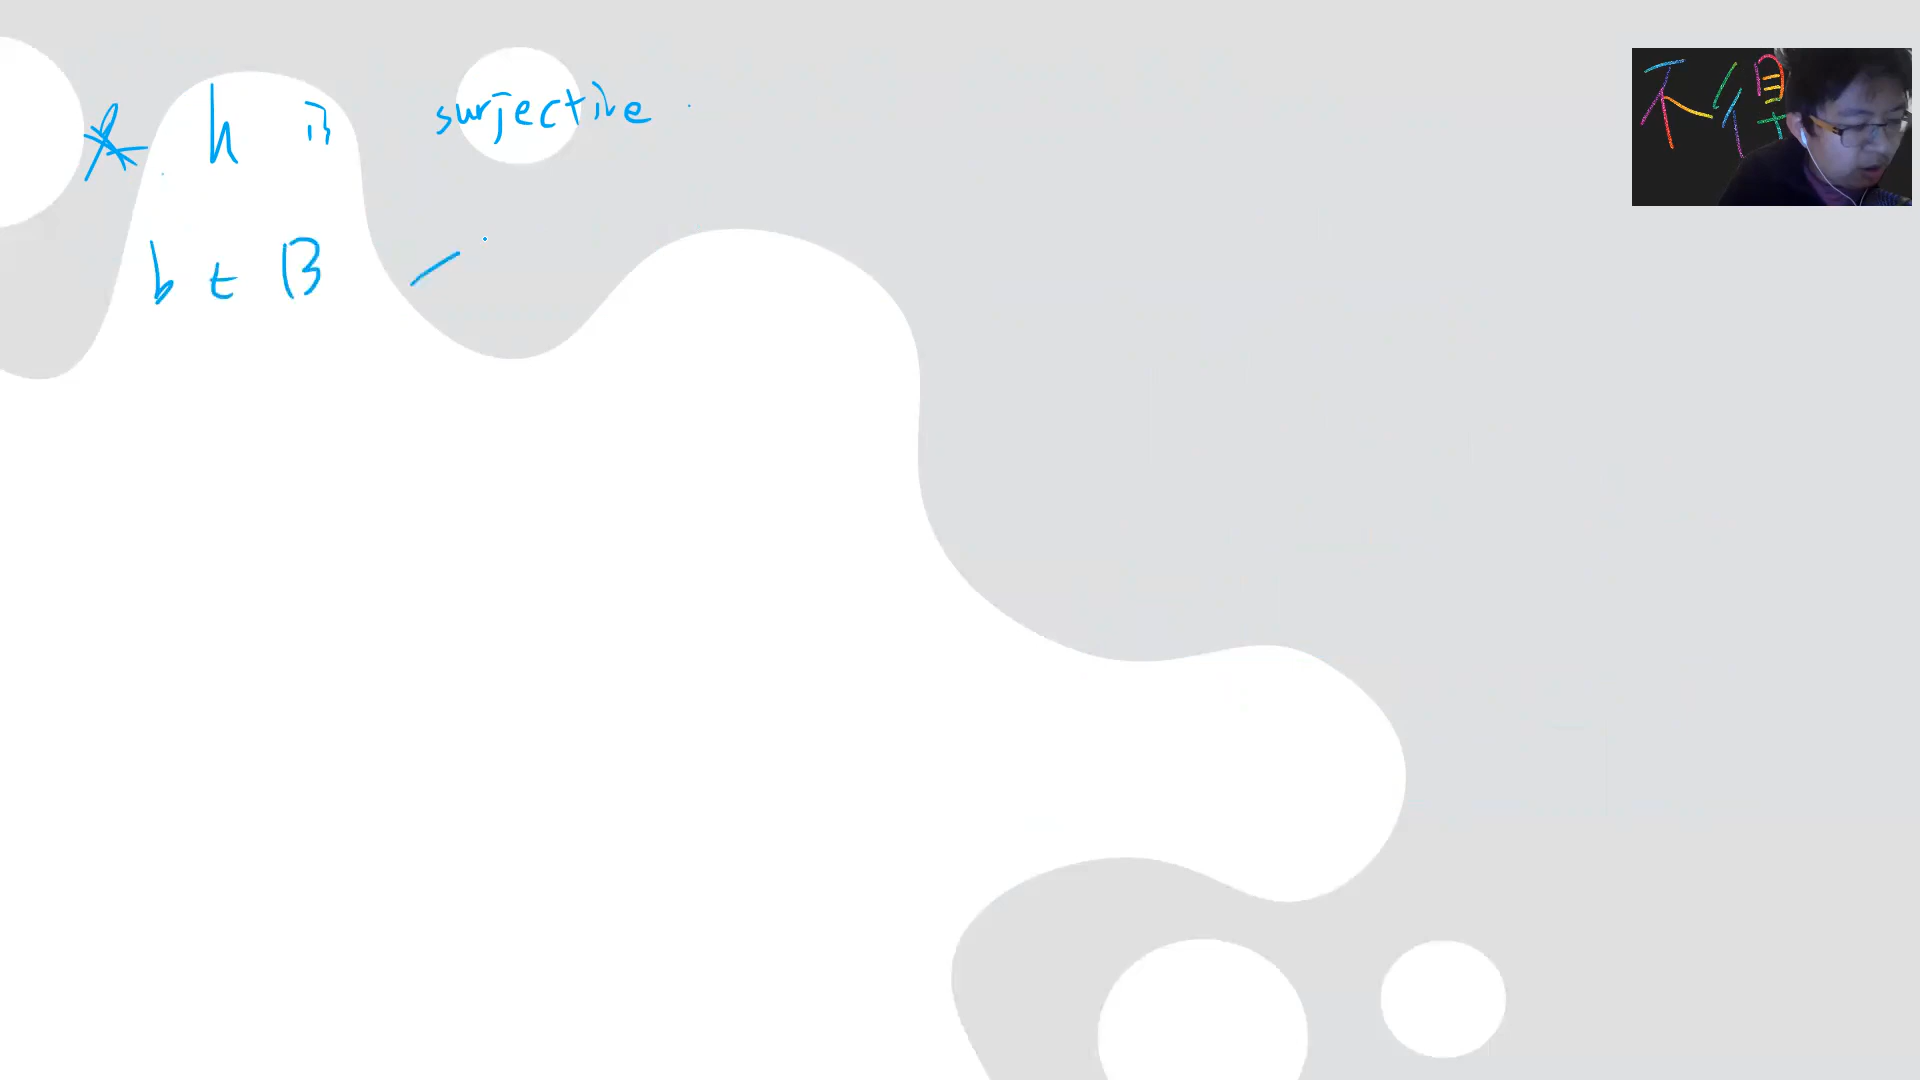 * h is surjective.
b ∈ B
不得